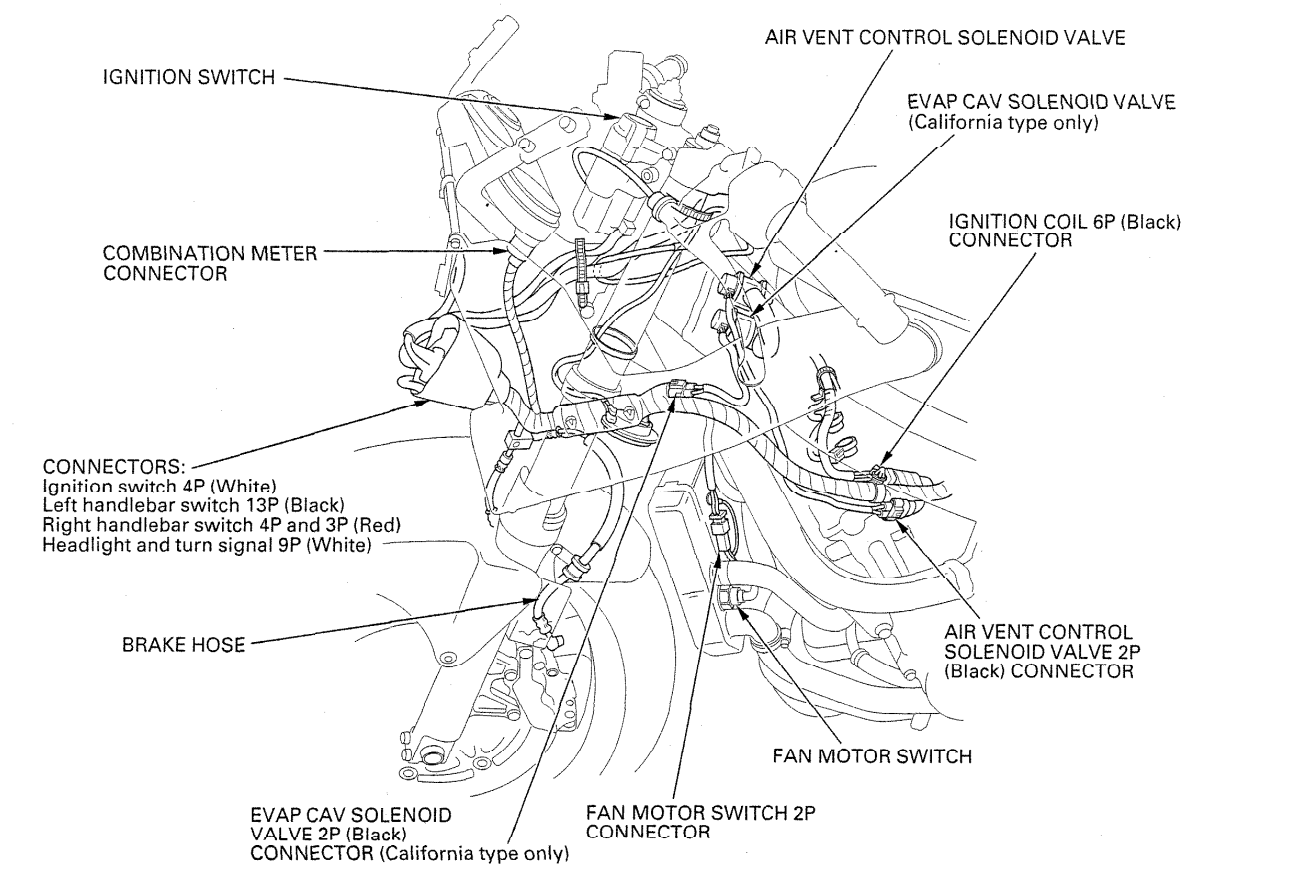 AIR VENT CONTROL SOLENOID VALVE
IGNITION SWITCH
EVAP CAV SOLENOID VALVE
(California type only)
IGNITION COIL 6P (Black)
CONNECTOR
COMBINATION METER
CONNECTOR
CONNECTORS:
Ignition switch 4P (White)
Left handlebar switch 13P (Black)
Right handlebar switch 4P and 3P (Red)
Headlight and turn signal 9P (White)
BRAKE HOSE
AIR VENT CONTROL
SOLENOID VALVE 2P
(Black) CONNECTOR
FAN MOTOR SWITCH
EVAP CAV SOLENOID
VALVE 2P (Black)
CONNECTOR (California type only)
FAN MOTOR SWITCH 2P
CONNECTOR